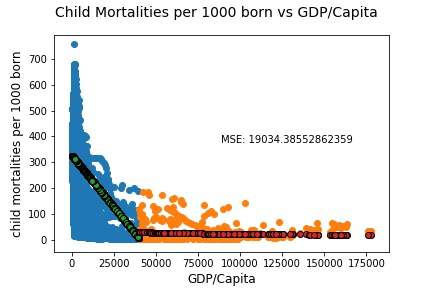 Child Mortalities per 1000 born vs GDP/Capita
child mortalities per 1000 born
700
600
500
400
300
200
100
0
MSE: 19034.38552862359
0 25000 50000 75000 100000 125000 150000 175000
GDP/Capita